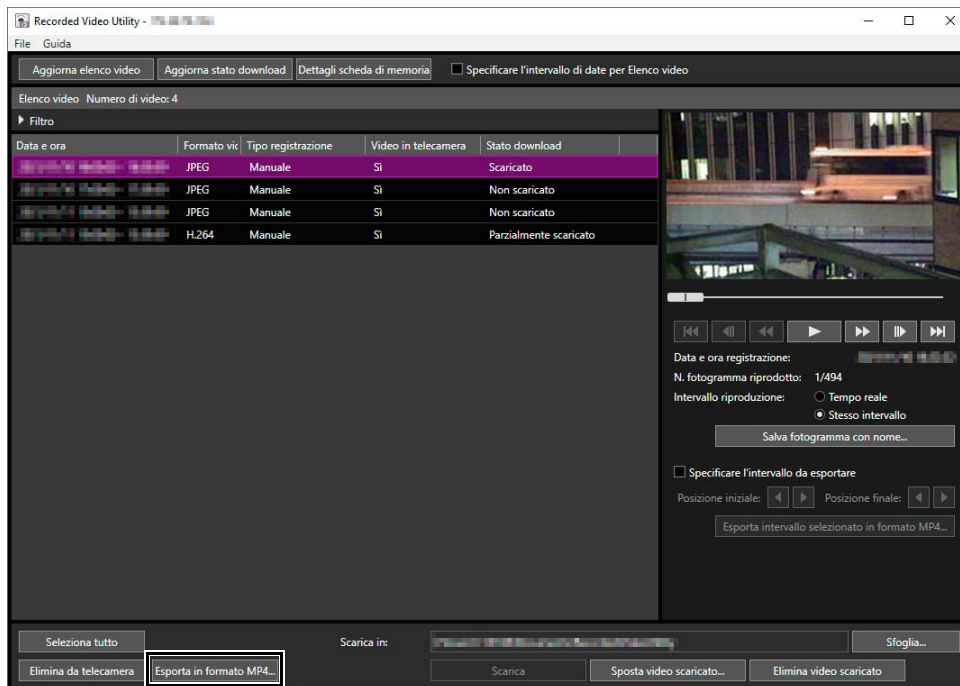 Recorded Video Utility -
File Guida
Aggiorna elenco video Aggiorna stato download Dettagli scheda di memoria Specificare l'intervallo di date per Elenco video
Elenco video Numero di video: 4
Filtro
Data e ora Formato vic Tipo registrazione Video in telecamera Stato download
JPEG Manuale Sì Scaricato
JPEG Manuale Sì Non scaricato
JPEG Manuale Sì Non scaricato
H.264 Manuale Sì Parzialmente scaricato
Data e ora registrazione:
N. fotogramma riprodotto: 1/494
Intervallo riproduzione: Tempo reale
Stesso intervallo
Salva fotogramma con nome...
Specificare l'intervallo da esportare
Posizione iniziale: Posizione finale:
Esporta intervallo selezionato in formato MP4...
Seleziona tutto Scarica in: Sfoglia...
Elimina da telecamera Esporta in formato MP4... Scarica Sposta video scaricato... Elimina video scaricato